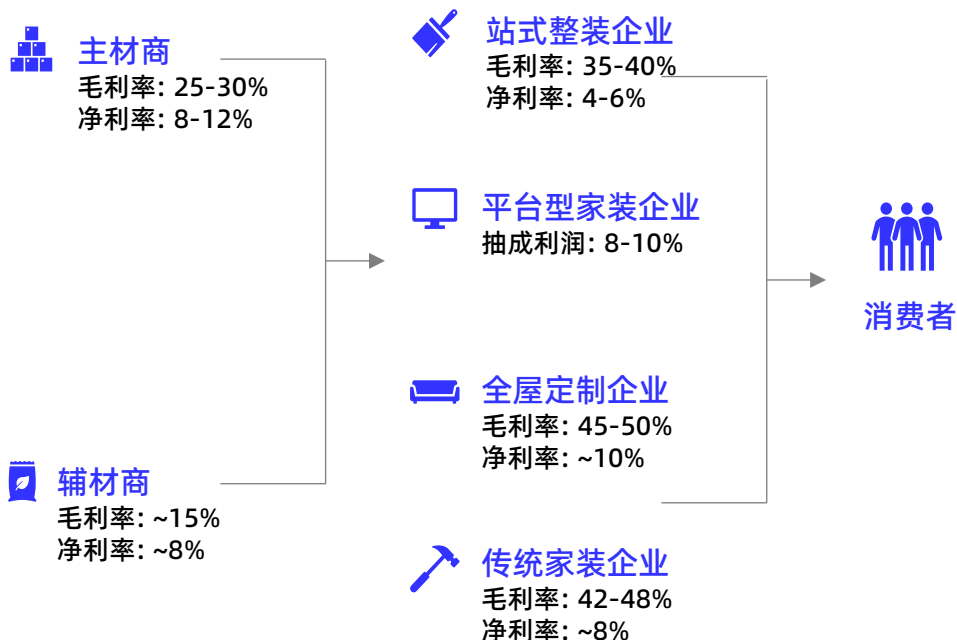 主材商
毛利率: 25-30%
净利率: 8-12%
辅材商
毛利率: ~15%
净利率: ~8%
站式整装企业
毛利率: 35-40%
净利率: 4-6%
平台型家装企业
抽成利润: 8-10%
全屋定制企业
毛利率: 45-50%
净利率: ~10%
传统家装企业
毛利率: 42-48%
净利率: ~8%
消费者